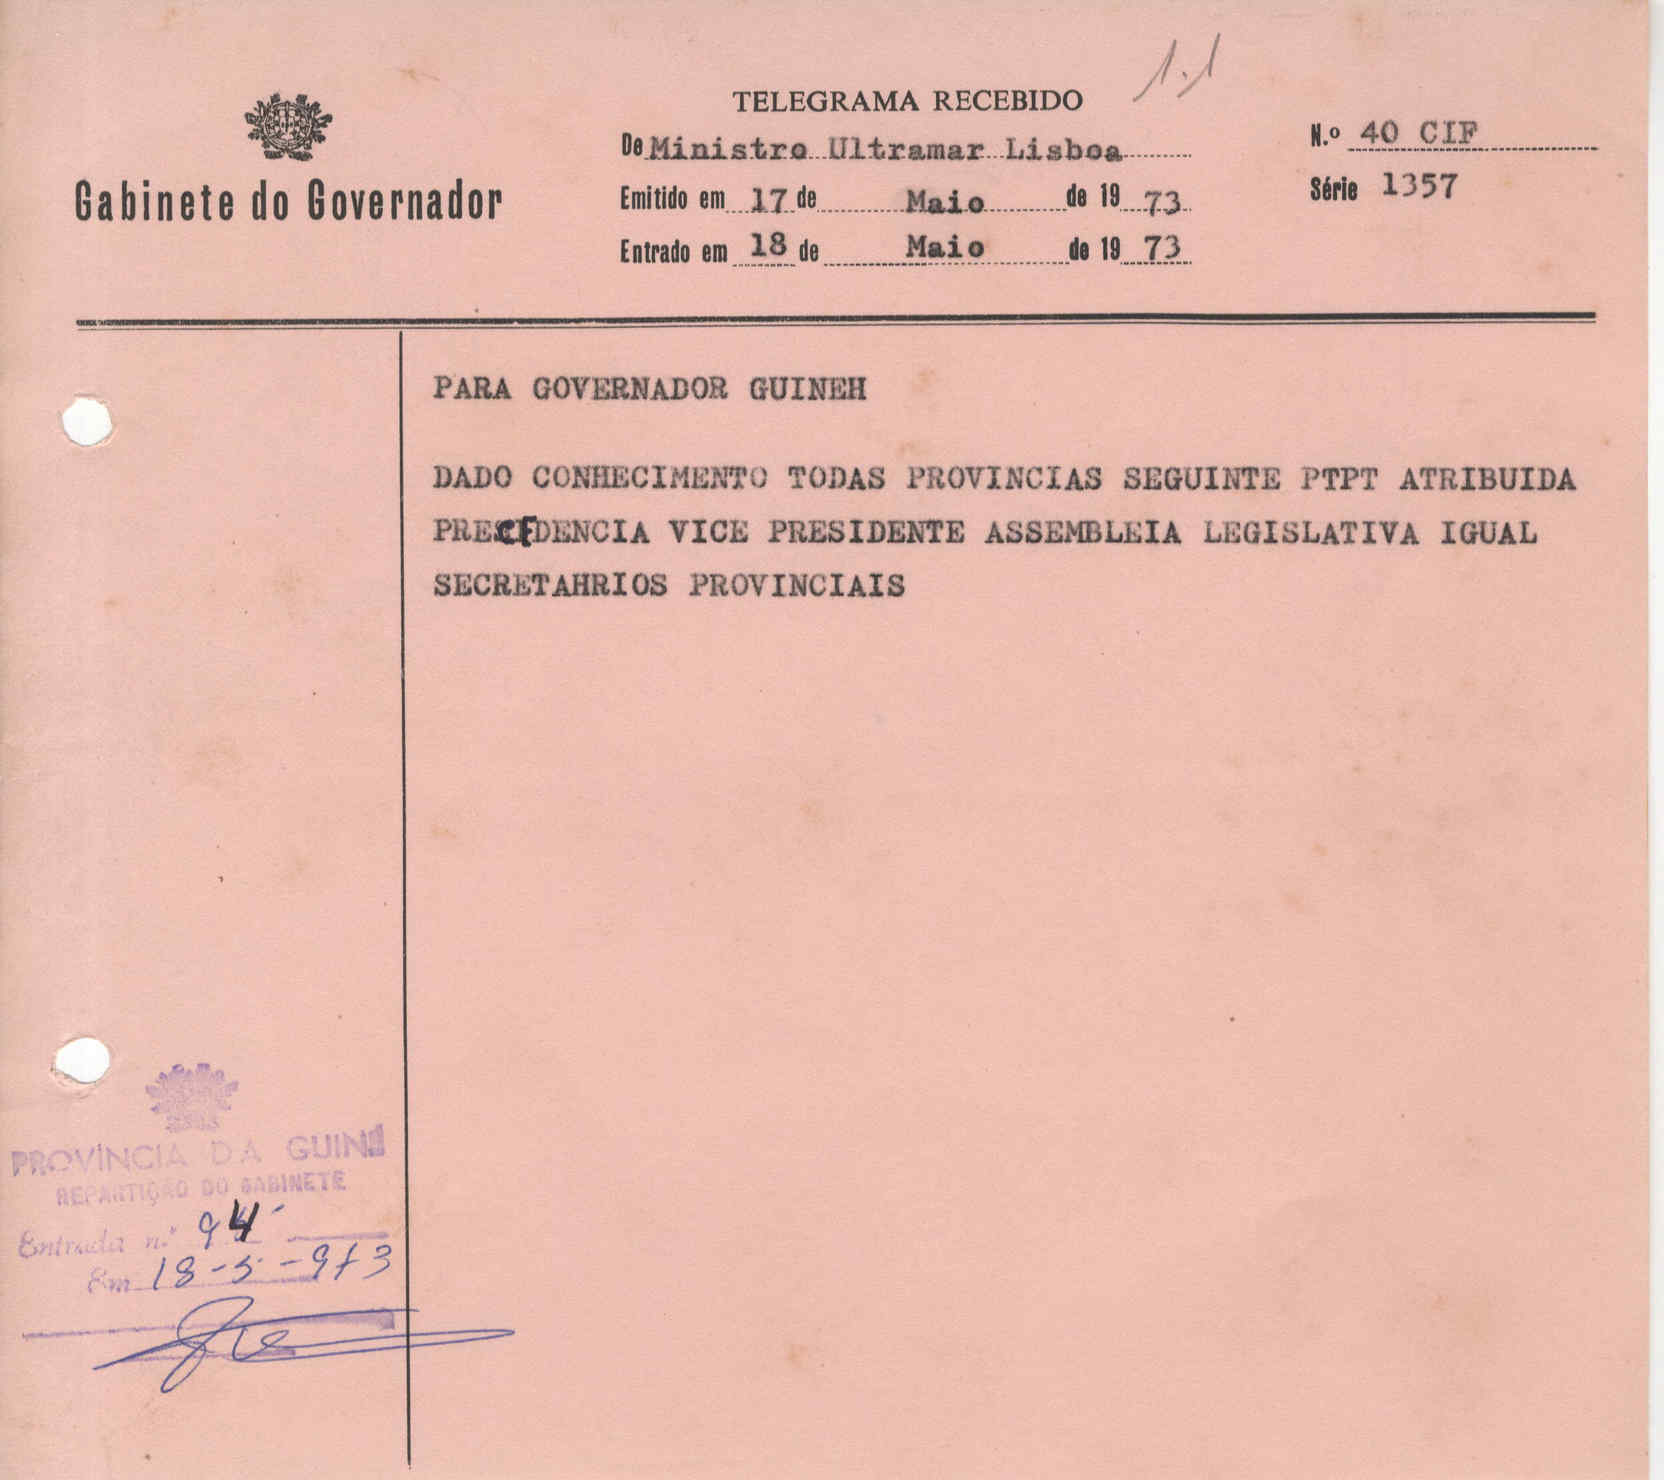 1.1
TELEGRAMA RECEBIDO
Gabinete do Governador
De Ministro Ultramar Lisboa
Emitido em 17 de Maio de 19 73
Entrado em 18 de Maio de 19 73
N.º 40 CIF
Série 1357
PARA GOVERNADOR GUINEH
DADO CONHECIMENTO TODAS PROVINCIAS SEGUINTE PTPT ATRIBUIDA
PRECEDENCIA VICE PRESIDENTE ASSEMBLEIA LEGISLATIVA IGUAL
SECRETAHRIOS PROVINCIAIS
PROVÍNCIA DA GUINÉ
REPARTIÇÃO DO GABINETE
Entrada n.º 94
Em 18-5-973